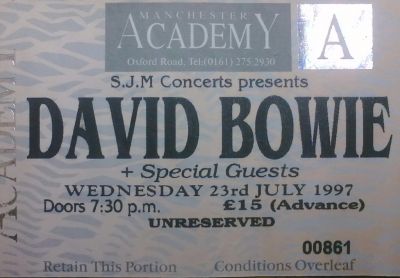 MANCHESTER
ACADEMY
Oxford Road, Tel:(0161) 275 2930
A
S.J.M Concerts presents
DAVID BOWIE
+ Special Guests
WEDNESDAY 23rd JULY 1997
Doors 7:30 p.m. £15 (Advance)
UNRESERVED
00861
Retain This Portion Conditions Overleaf
ACADEMY